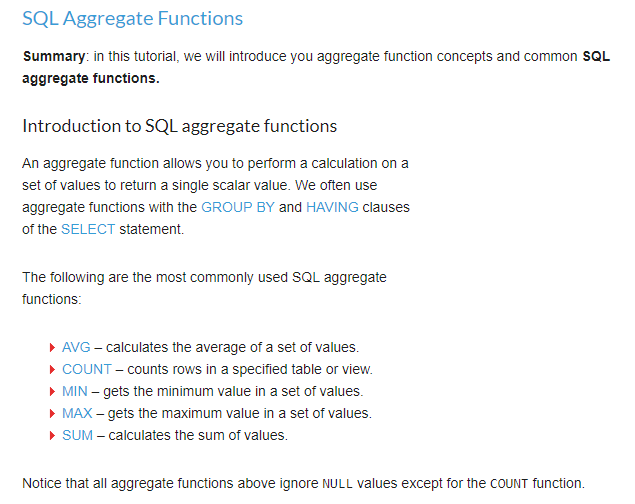 SQL Aggregate Functions
Summary: in this tutorial, we will introduce you aggregate function concepts and common SQL
aggregate functions.
Introduction to SQL aggregate functions
An aggregate function allows you to perform a calculation on a
set of values to return a single scalar value. We often use
aggregate functions with the GROUP BY and HAVING clauses
of the SELECT statement.
The following are the most commonly used SQL aggregate
functions:
AVG – calculates the average of a set of values.
COUNT – counts rows in a specified table or view.
MIN – gets the minimum value in a set of values.
MAX – gets the maximum value in a set of values.
SUM – calculates the sum of values.
Notice that all aggregate functions above ignore NULL values except for the COUNT function.